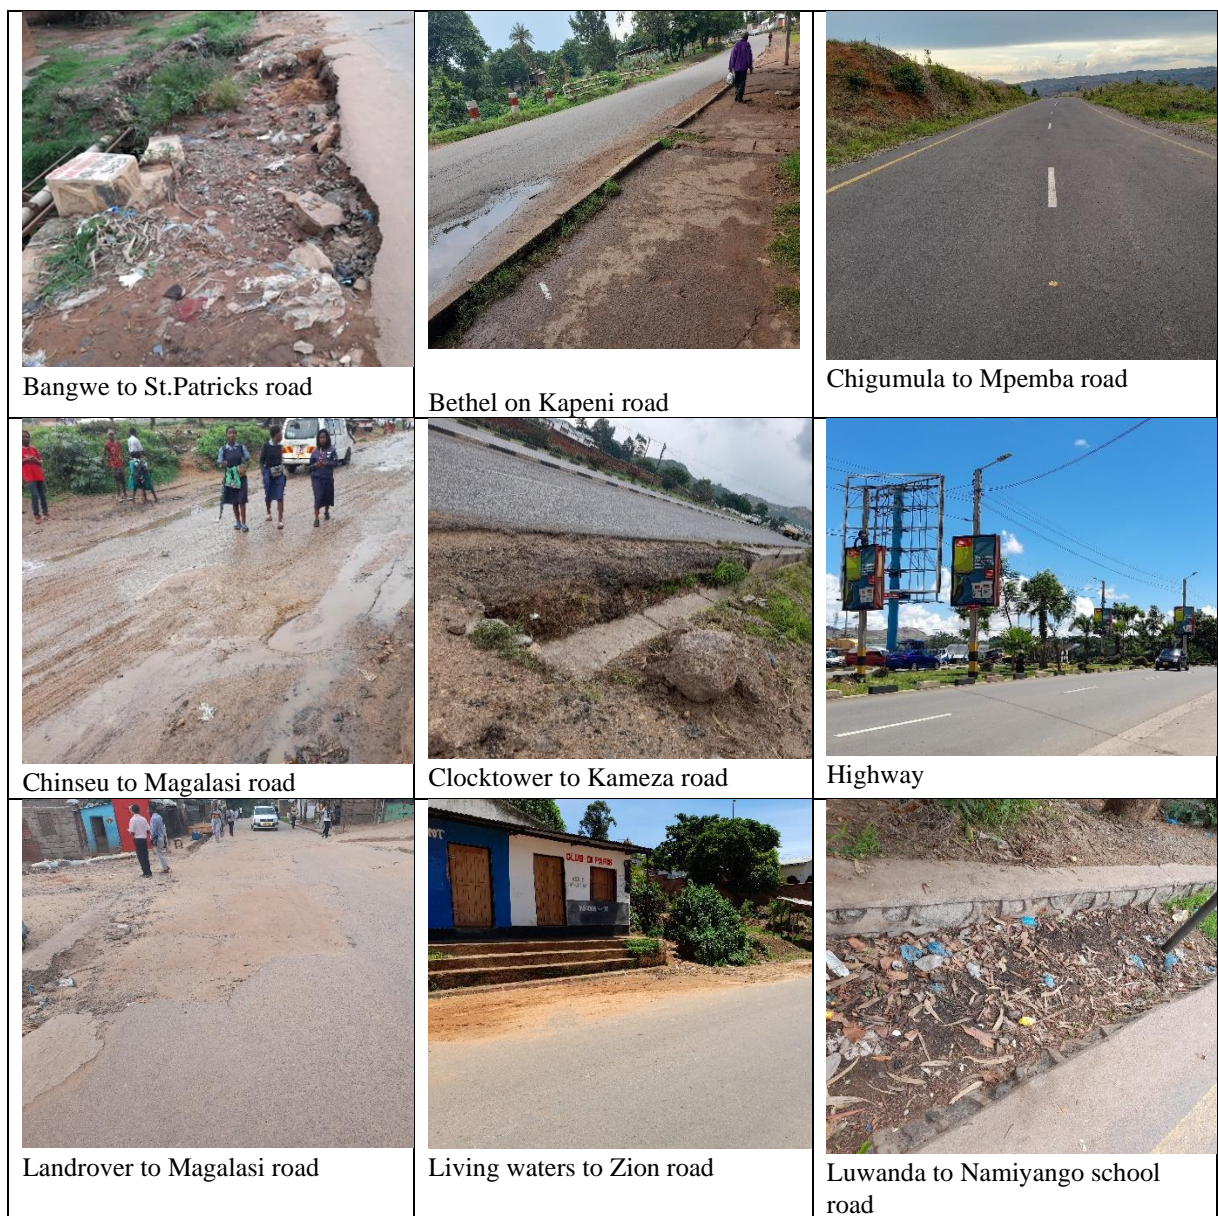 Bangwe to St.Patricks road
Bethel on Kapeni road
Chigumula to Mpemba road
Chinseu to Magalasi road
Clocktower to Kameza road
Highway
CLUB DI PARIS
Landrover to Magalasi road
Living waters to Zion road
Luwanda to Namiyango school
road